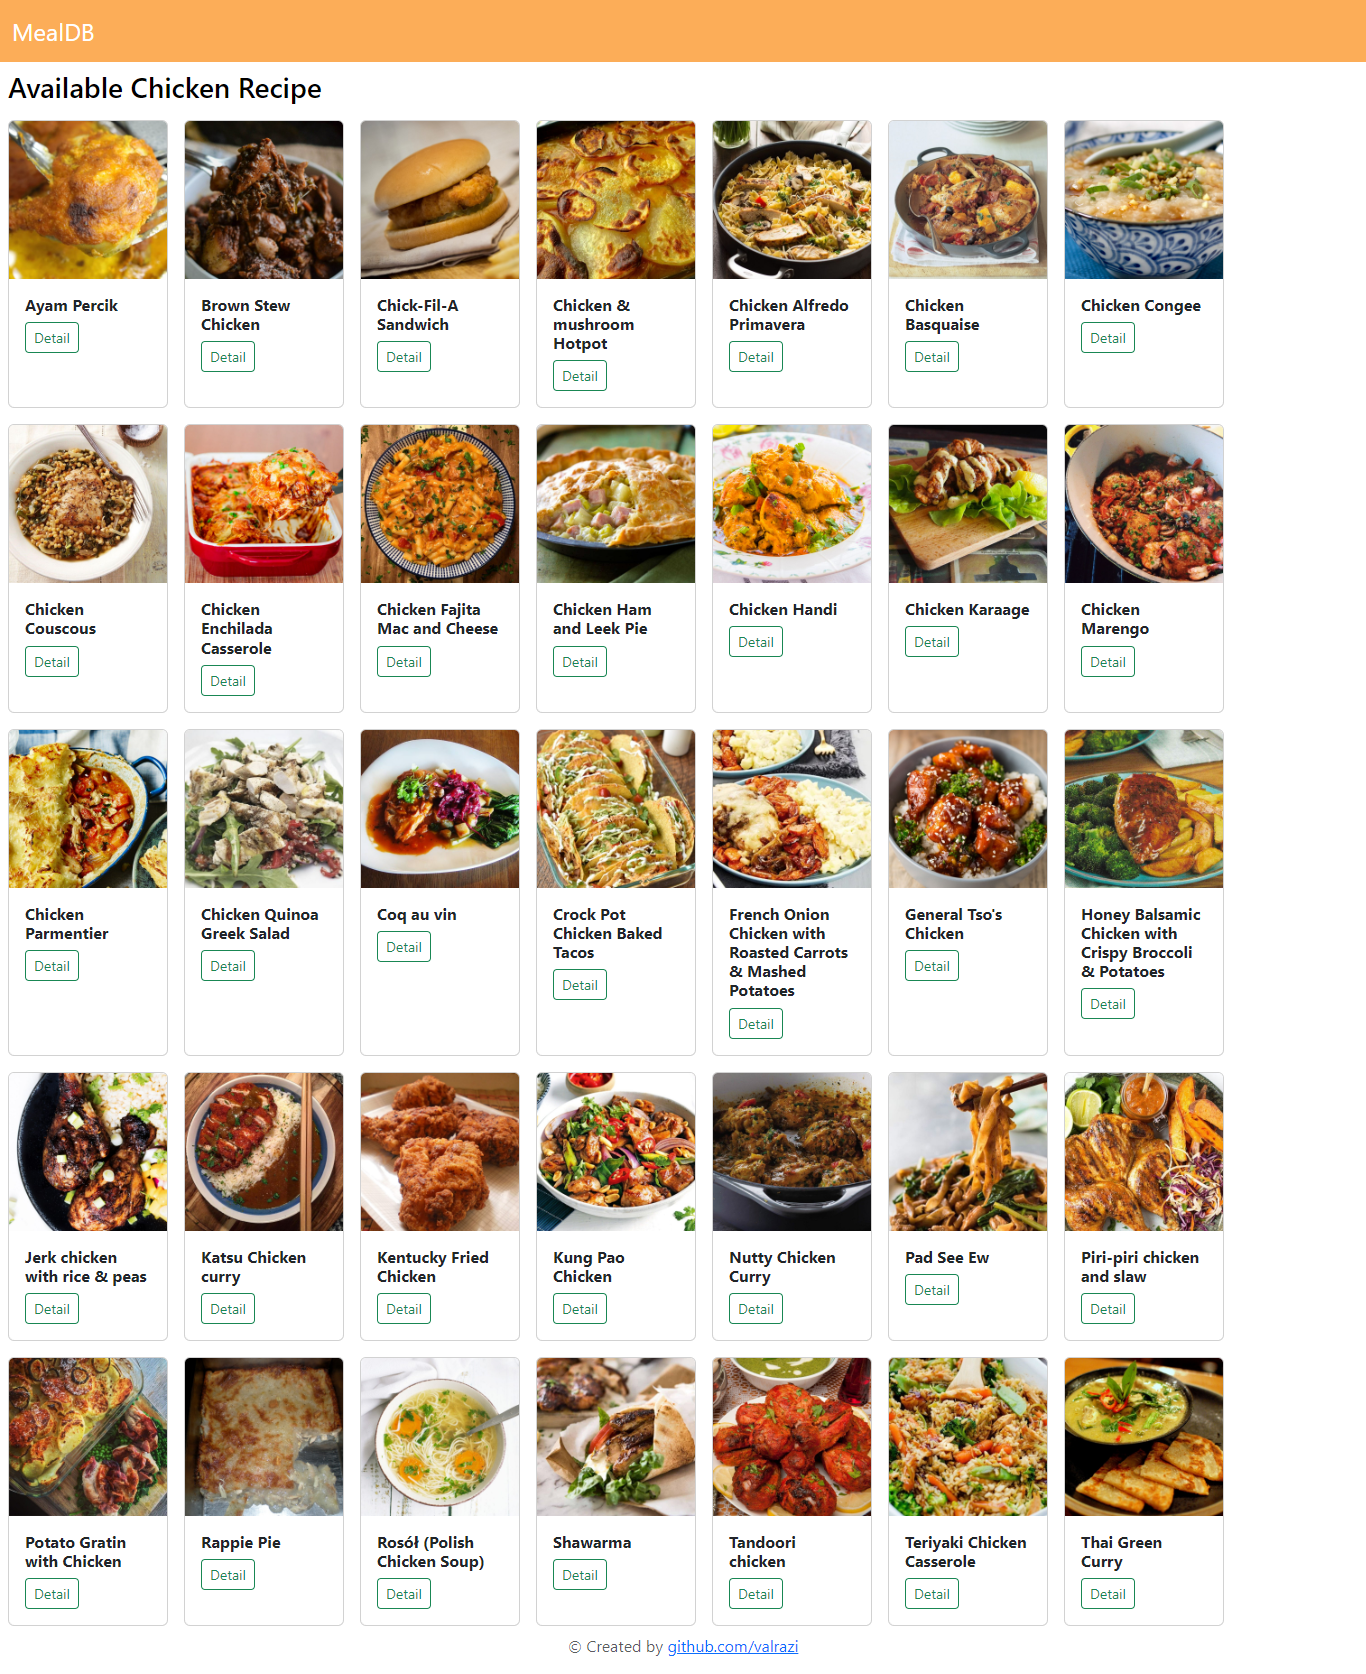 MealDB
Available Chicken Recipe
Ayam Percik
Detail
Brown Stew
Chicken
Detail
Chick-Fil-A
Sandwich
Detail
Chicken &
mushroom
Hotpot
Detail
Chicken Alfredo
Primavera
Detail
Chicken
Basquaise
Detail
Chicken Congee
Detail
Chicken
Couscous
Detail
Chicken
Enchilada
Casserole
Detail
Chicken Fajita
Mac and Cheese
Detail
Chicken Ham
and Leek Pie
Detail
Chicken Handi
Detail
Chicken Karaage
Detail
Chicken
Marengo
Detail
Chicken
Parmentier
Detail
Chicken Quinoa
Greek Salad
Detail
Coq au vin
Detail
Crock Pot
Chicken Baked
Tacos
Detail
French Onion
Chicken with
Roasted Carrots
& Mashed
Potatoes
Detail
General Tso's
Chicken
Detail
Honey Balsamic
Chicken with
Crispy Broccoli
& Potatoes
Detail
Jerk chicken
with rice & peas
Detail
Katsu Chicken
curry
Detail
Kentucky Fried
Chicken
Detail
Kung Pao
Chicken
Detail
Nutty Chicken
Curry
Detail
Pad See Ew
Detail
Piri-piri chicken
and slaw
Detail
Potato Gratin
with Chicken
Detail
Rappie Pie
Detail
Rosół (Polish
Chicken Soup)
Detail
Shawarma
Detail
Tandoori
chicken
Detail
Teriyaki Chicken
Casserole
Detail
Thai Green
Curry
Detail
© Created by github.com/valrazi